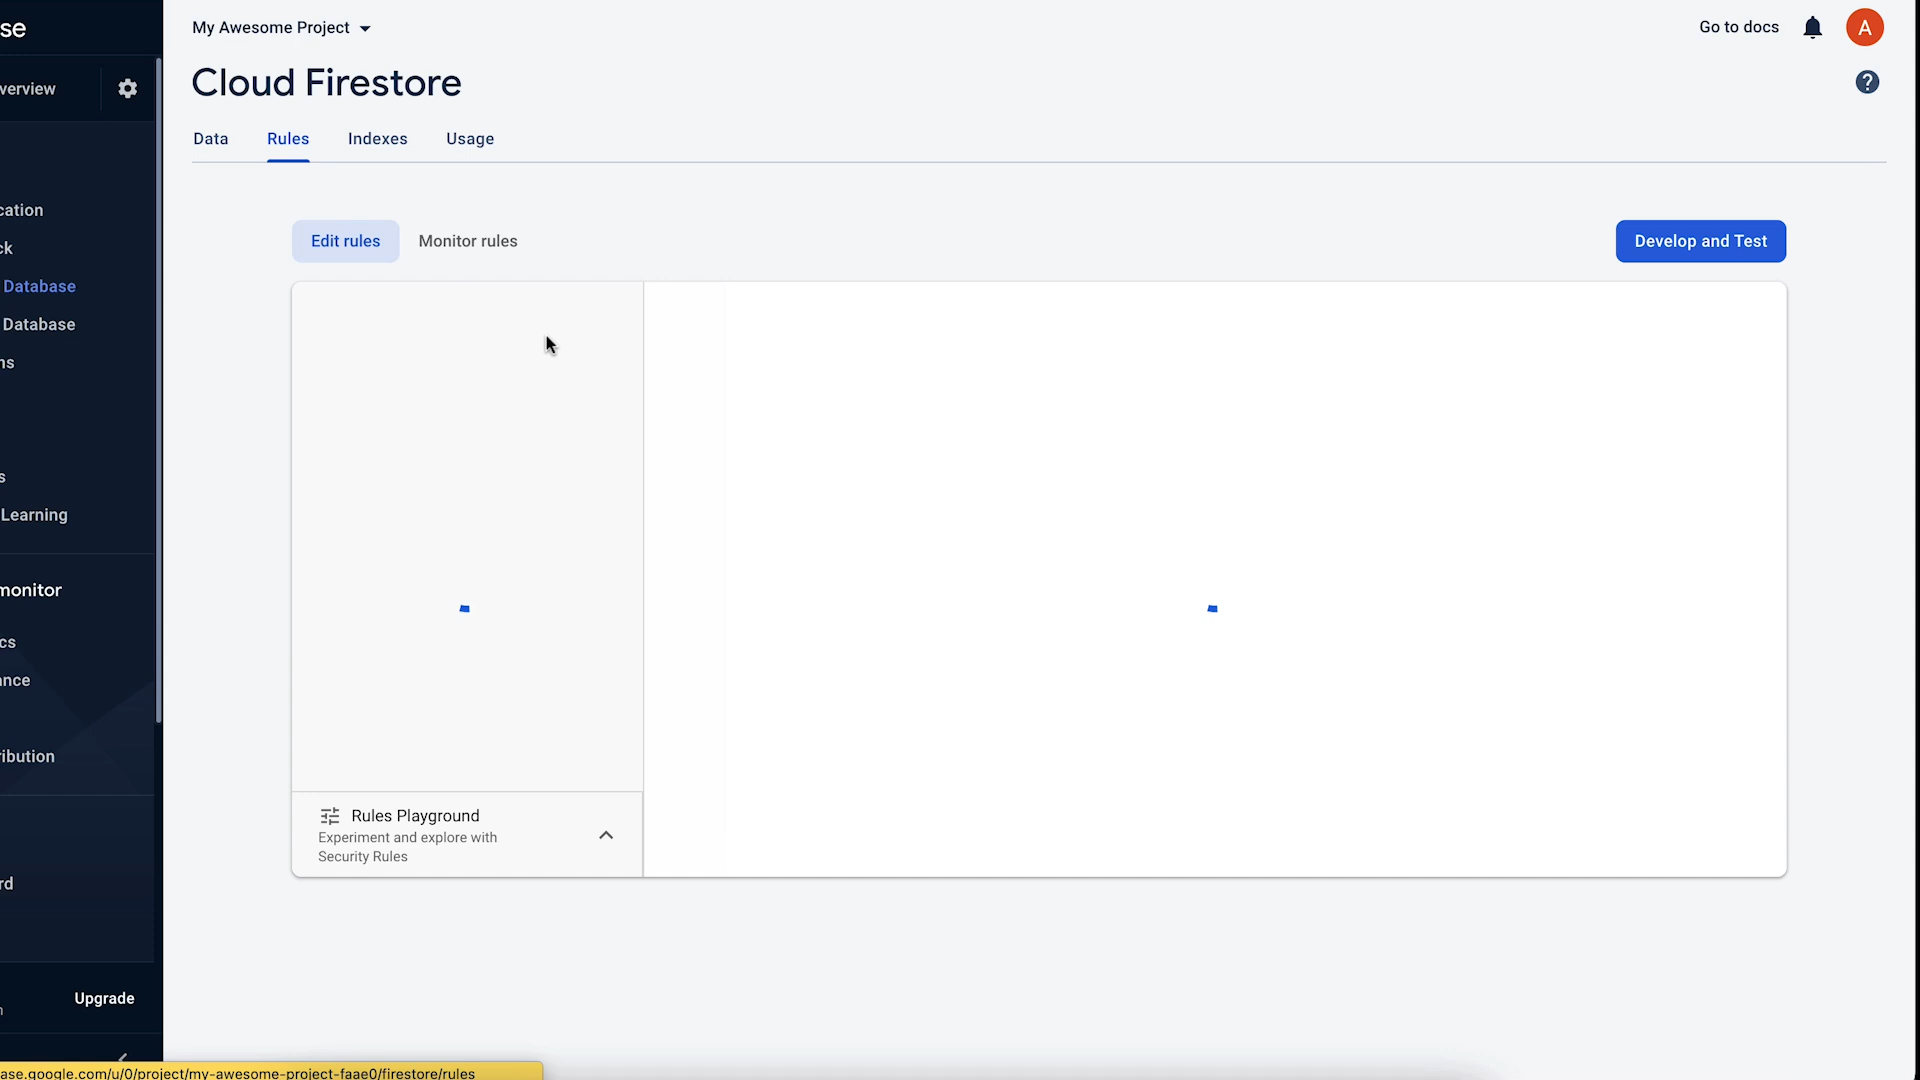 se
My Awesome Project
Go to docs
A
verview
Cloud Firestore
?
Data Rules Indexes Usage
cation
ck
Database
Database
ns
s
Learning
monitor
cs
ance
ribution
rd
Upgrade
n
Edit rules Monitor rules Develop and Test
Rules Playground
Experiment and explore with
Security Rules
ase.google.com/u/0/project/my-awesome-project-faae0/firestore/rules